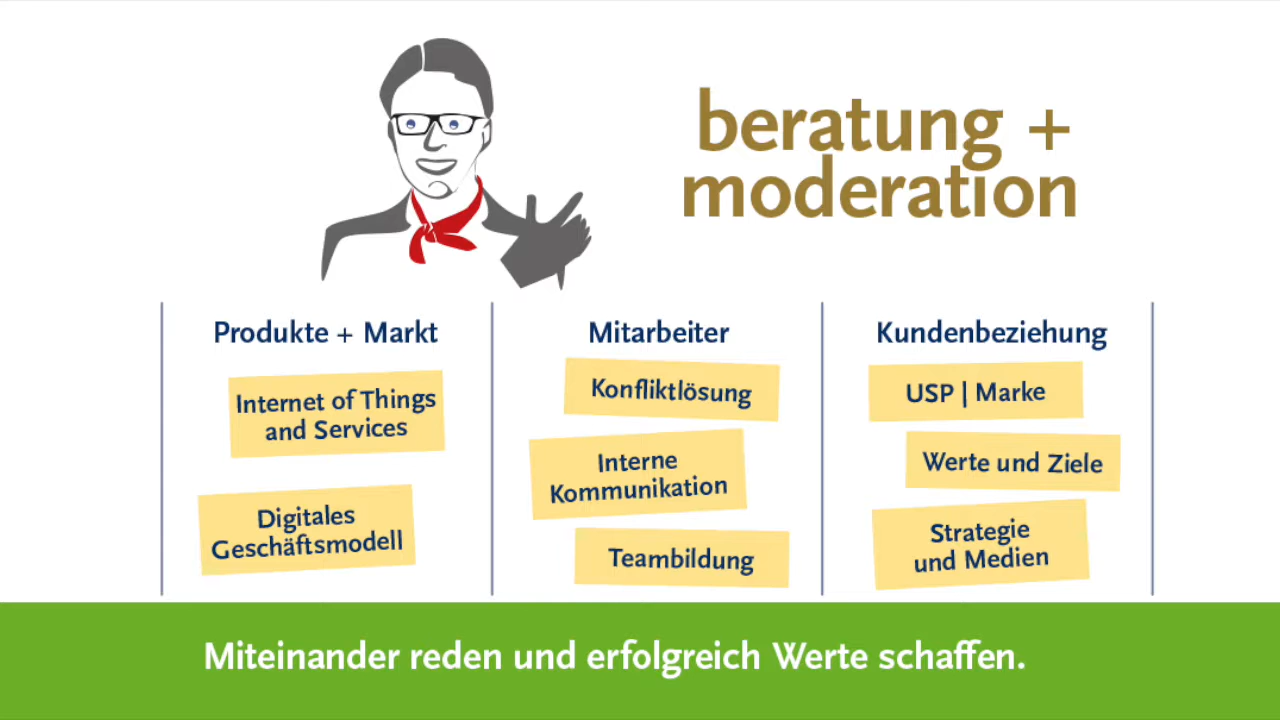 beratung +
moderation
Produkte + Markt
Internet of Things
and Services
Digitales
Geschäftsmodell
Mitarbeiter
Konfliktlösung
Interne
Kommunikation
Teambildung
Kundenbeziehung
USP | Marke
Werte und Ziele
Strategie
und Medien
Miteinander reden und erfolgreich Werte schaffen.